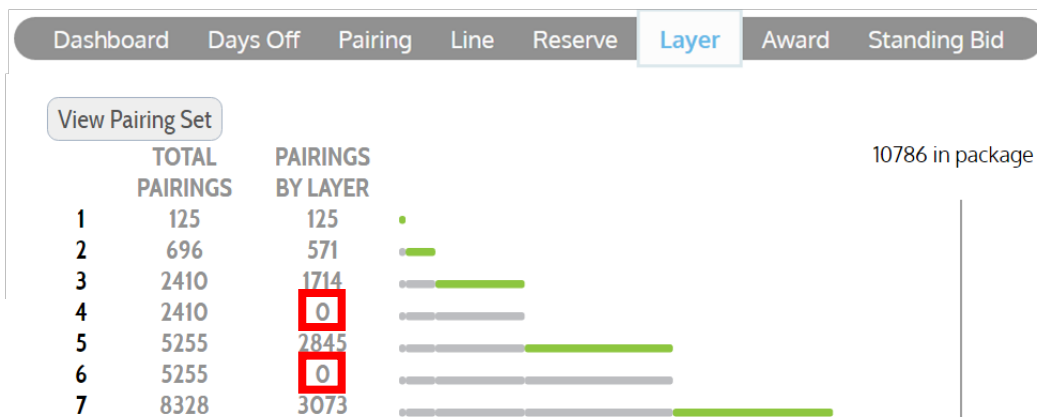 Dashboard Days Off Pairing Line Reserve Layer Award Standing Bid
View Pairing Set
TOTAL PAIRINGS 10786 in package
PAIRINGS BY LAYER
1 125 125
2 696 571
3 2410 1714
4 2410 0
5 5255 2845
6 5255 0
7 8328 3073